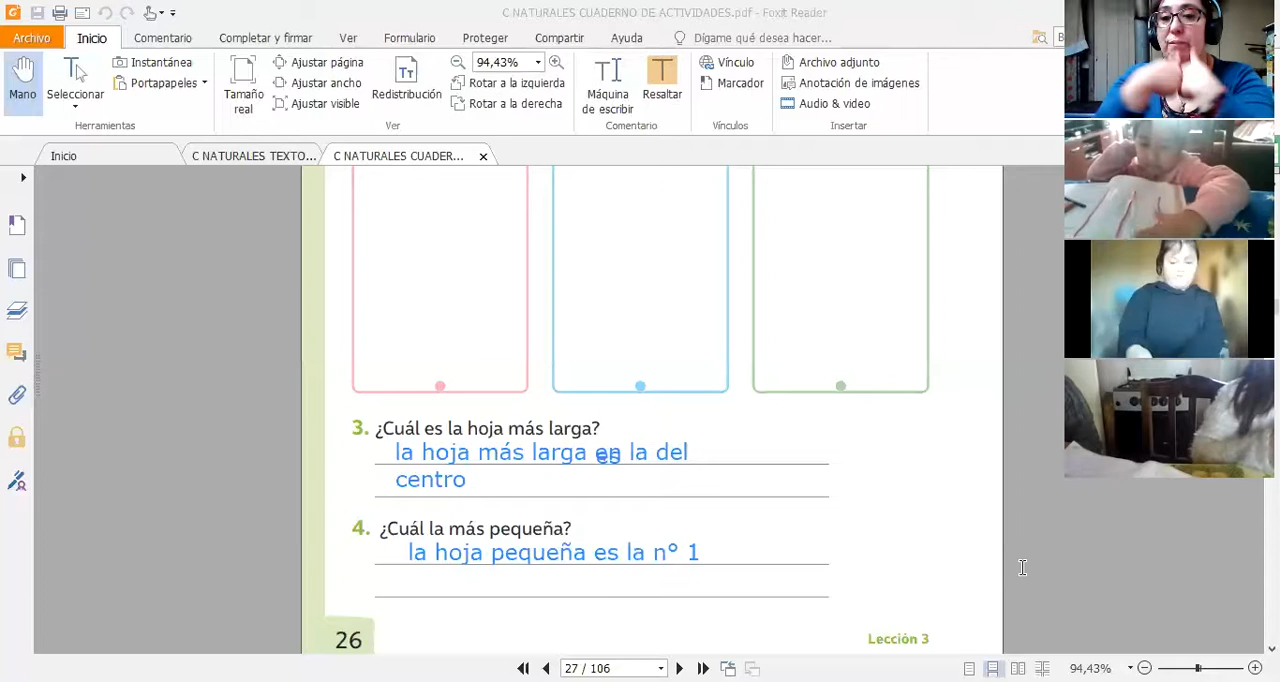 C NATURALES CUADERNO DE ACTIVIDADES.pdf - Foxit Reader
Archivo Inicio Comentario Completar y firmar Ver Formulario Proteger Compartir Ayuda Dígame qué desea hacer...
Mano
Seleccionar
Instantánea
Portapapeles
Herramientas
Tamaño real
Ajustar página
Ajustar ancho
Ajustar visible
Redistribución
94,43%
Rotar a la izquierda
Rotar a la derecha
Ver
Máquina de escribir
Resaltar
Comentario
Vínculo
Marcador
Vínculos
Archivo adjunto
Anotación de imágenes
Audio & video
Insertar
Inicio C NATURALES TEXTO... C NATURALES CUADER...
3. ¿Cuál es la hoja más larga?
la hoja más larga es la del
centro
4. ¿Cuál la más pequeña?
la hoja pequeña es la n° 1
26
Lección 3
27 / 106
94,43%